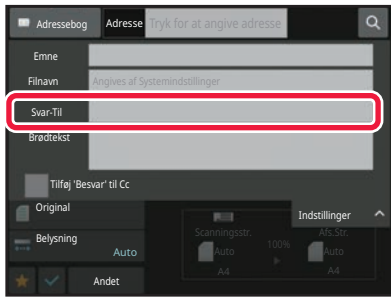 Adressebog Adresse Tryk for at angive adresse
Emne
Filnavn Angives af Systemindstillinger
Svar-Til
Brødtekst
Tilføj 'Besvar' til Cc
Original
Indstillinger
Scanningsstr. Afs.Str.
Belysning
Auto Auto 100% Auto
A4 A4
Andet